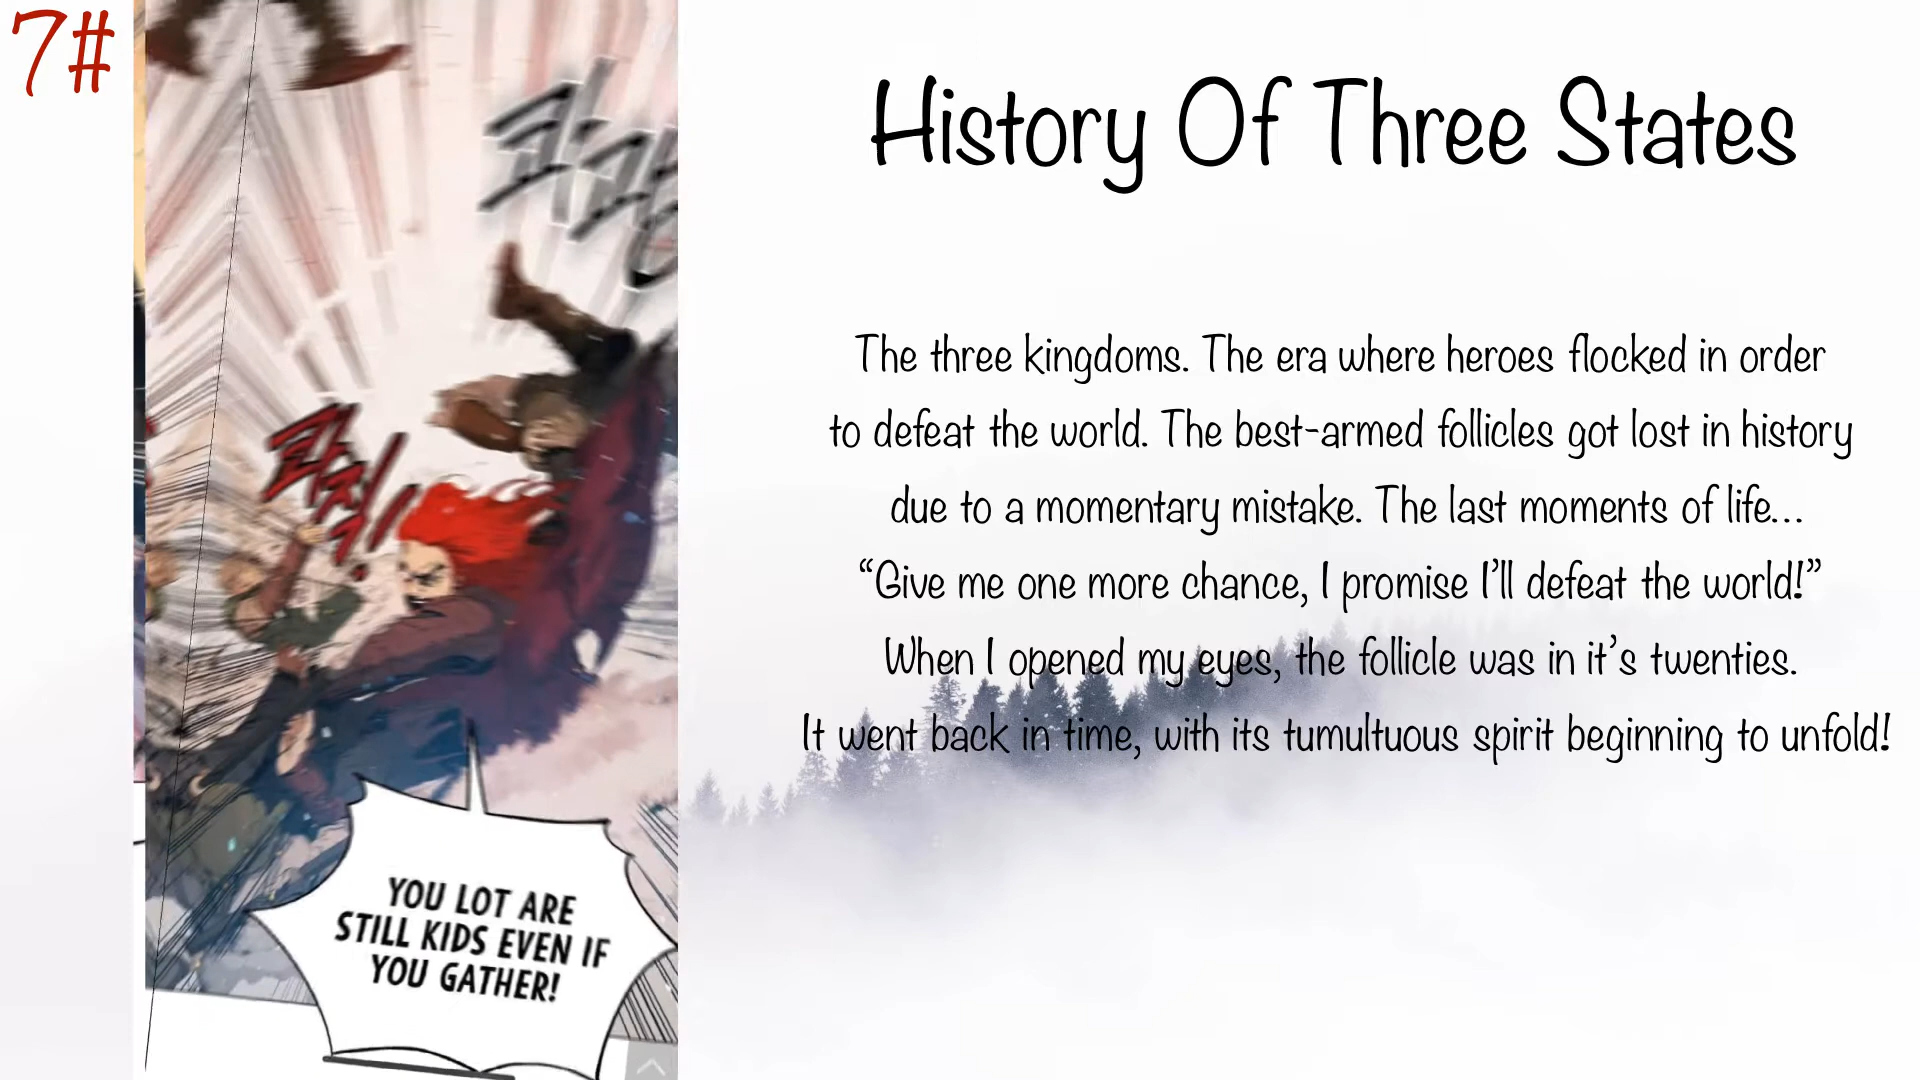 7#
History Of Three States
The three kingdoms. The era where heroes flocked in order
to defeat the world. The best-armed follicles got lost in history
due to a momentary mistake. The last moments of life...
“Give me one more chance, I promise I’ll defeat the world!”
When I opened my eyes, the follicle was in it’s twenties.
It went back in time, with its tumultuous spirit beginning to unfold!
YOU LOT ARE
STILL KIDS EVEN IF
YOU GATHER!